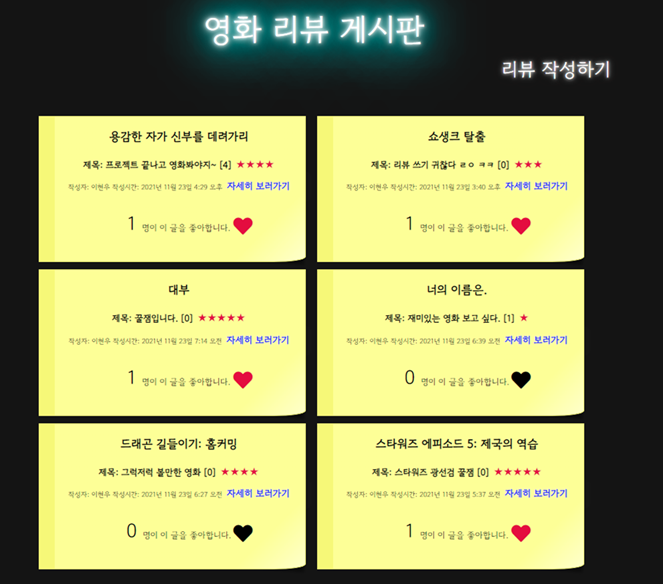 영화 리뷰 게시판
리뷰 작성하기
용감한 자가 신부를 데려가리
제목: 프로젝트 끝나고 영화봐야지~ [4] ★★★★
작성자: 이현우 작성시간: 2021년 11월 23일 4:29 오후 자세히 보러가기
1 명이 이 글을 좋아합니다.
쇼생크 탈출
제목: 리뷰 쓰기 귀찮다 ㄹㅇ ㅋㅋ [0] ★★★
작성자: 이현우 작성시간: 2021년 11월 23일 3:40 오후 자세히 보러가기
1 명이 이 글을 좋아합니다.
대부
제목: 꿀잼입니다. [0] ★★★★★
작성자: 이현우 작성시간: 2021년 11월 23일 7:14 오전 자세히 보러가기
1 명이 이 글을 좋아합니다.
너의 이름은.
제목: 재미있는 영화 보고 싶다. [1] ★
작성자: 이현우 작성시간: 2021년 11월 23일 6:39 오전 자세히 보러가기
0 명이 이 글을 좋아합니다.
드래곤 길들이기: 홈커밍
제목: 그럭저럭 볼만한 영화 [0] ★★★★
작성자: 이현우 작성시간: 2021년 11월 23일 6:27 오전 자세히 보러가기
0 명이 이 글을 좋아합니다.
스타워즈 에피소드 5: 제국의 역습
제목: 스타워즈 광선검 꿀잼 [0] ★★★★★
작성자: 이현우 작성시간: 2021년 11월 23일 5:37 오전 자세히 보러가기
1 명이 이 글을 좋아합니다.